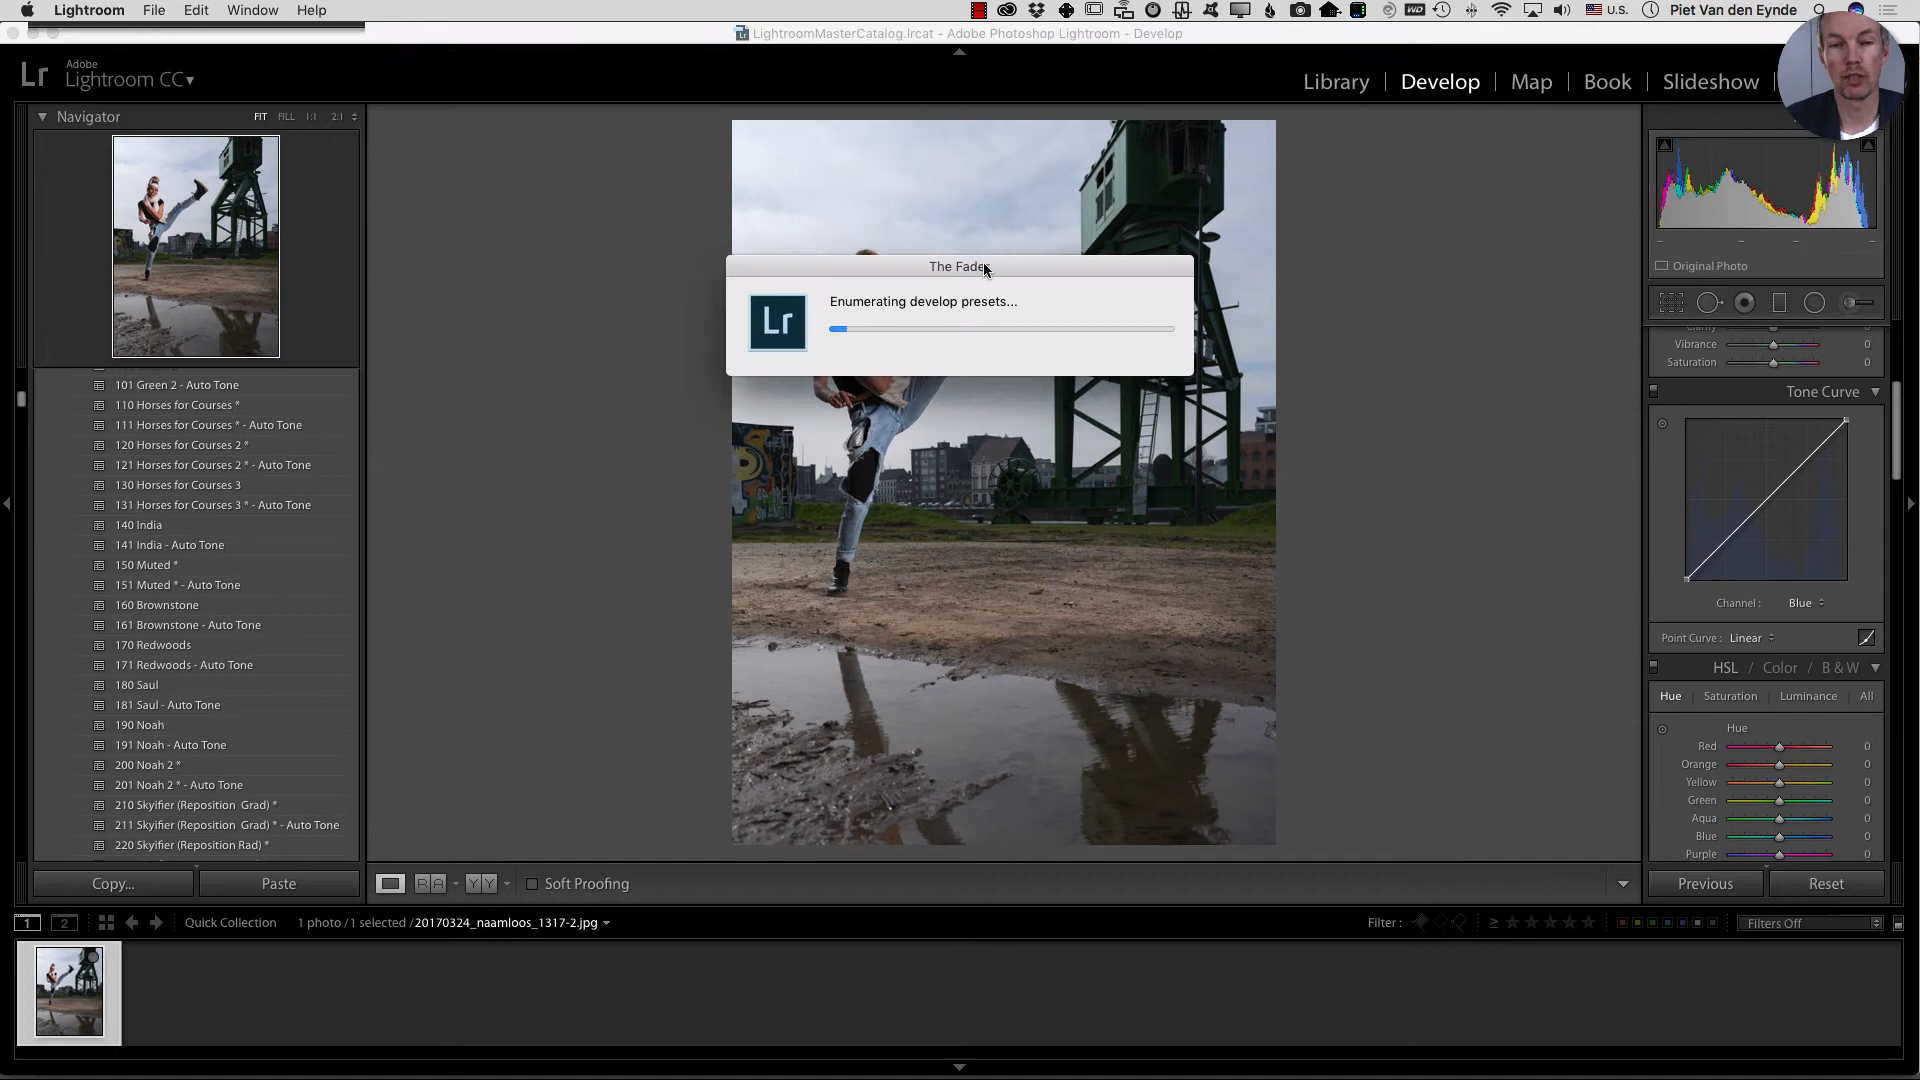 Lightroom File Edit Window Help
WD U.S. Piet Van den Eynde
LightroomMasterCatalog.lrcat - Adobe Photoshop Lightroom - Develop
Lr Adobe Lightroom CC
Library | Develop | Map | Book | Slideshow |
Navigator FIT FILL 1:1 2:1
101 Green 2 - Auto Tone
110 Horses for Courses *
111 Horses for Courses * - Auto Tone
120 Horses for Courses 2 *
121 Horses for Courses 2 * - Auto Tone
130 Horses for Courses 3
131 Horses for Courses 3 * - Auto Tone
140 India
141 India - Auto Tone
150 Muted *
151 Muted * - Auto Tone
160 Brownstone
161 Brownstone - Auto Tone
170 Redwoods
171 Redwoods - Auto Tone
180 Saul
181 Saul - Auto Tone
190 Noah
191 Noah - Auto Tone
200 Noah 2 *
201 Noah 2 * - Auto Tone
210 Skyifier (Reposition Grad) *
211 Skyifier (Reposition Grad) * - Auto Tone
220 Skyifier (Reposition Rad) *
Copy... Paste
The Fader
Lr
Enumerating develop presets...
Original Photo
Clarity
Vibrance 0
Saturation 0
Tone Curve
Channel : Blue
Point Curve : Linear
HSL / Color / B & W
Hue Saturation Luminance All
Hue
Red 0
Orange 0
Yellow 0
Green 0
Aqua 0
Blue 0
Purple 0
Previous Reset
R A Y Y Soft Proofing
1 2 Quick Collection 1 photo / 1 selected / 20170324_naamloos_1317-2.jpg
Filter : ≥ Filters Off